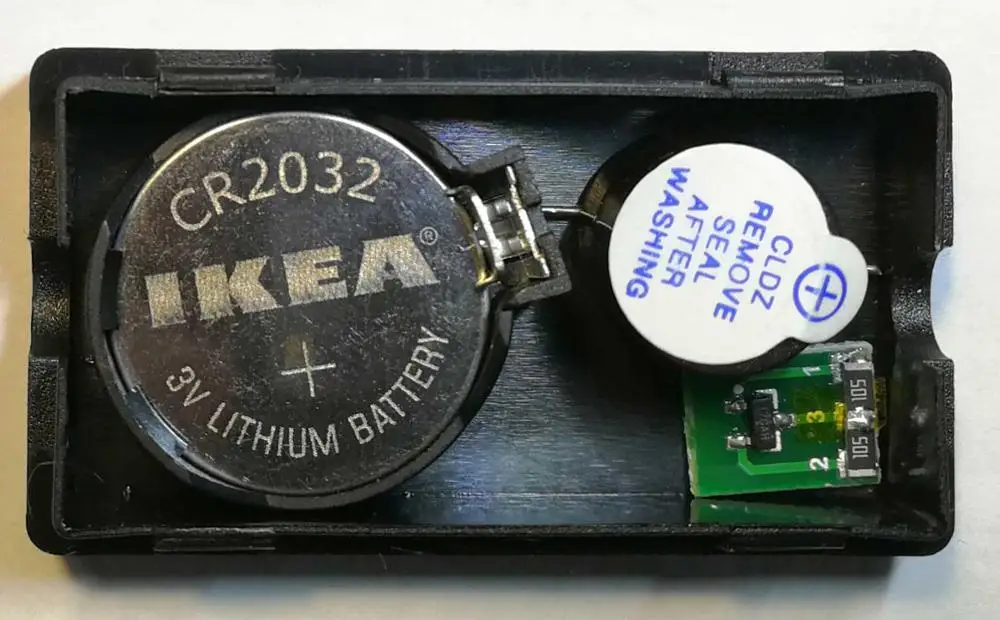 CR2032
IKEA®
+
3V LITHIUM BATTERY
CLDZ
REMOVE
SEAL
AFTER
WASHING
+
1
3
2
105
105